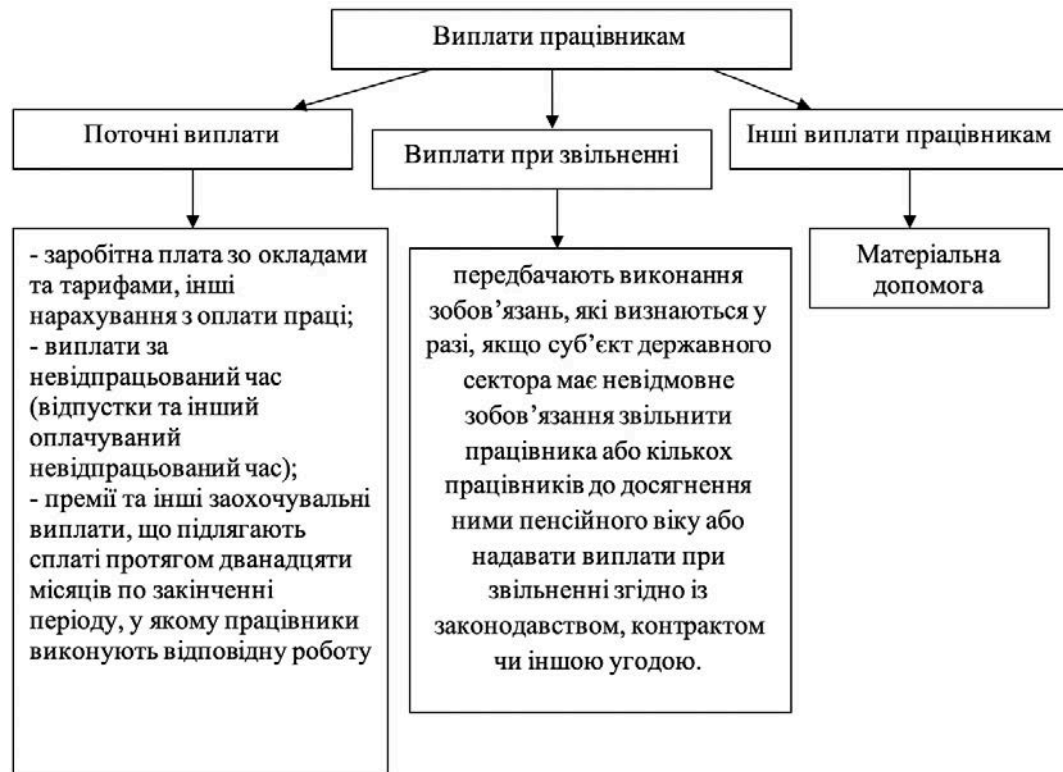 Виплати працівникам
Поточні виплати
Виплати при звільненні
Інші виплати працівникам
- заробітна плата зо окладами
та тарифами, інші
нарахування з оплати праці;
- виплати за
невідпрацьований час
(відпустки та інший
оплачуваний
невідпрацьований час);
- премії та інші заохочувальні
виплати, що підлягають
сплаті протягом дванадцяти
місяців по закінченні
періоду, у якому працівники
виконують відповідну роботу
передбачають виконання
зобов’язань, які визнаються у
разі, якщо суб’єкт державного
сектора має невідмовне
зобов’язання звільнити
працівника або кількох
працівників до досягнення
ними пенсійного віку або
надавати виплати при
звільненні згідно із
законодавством, контрактом
чи іншою угодою.
Матеріальна
допомога